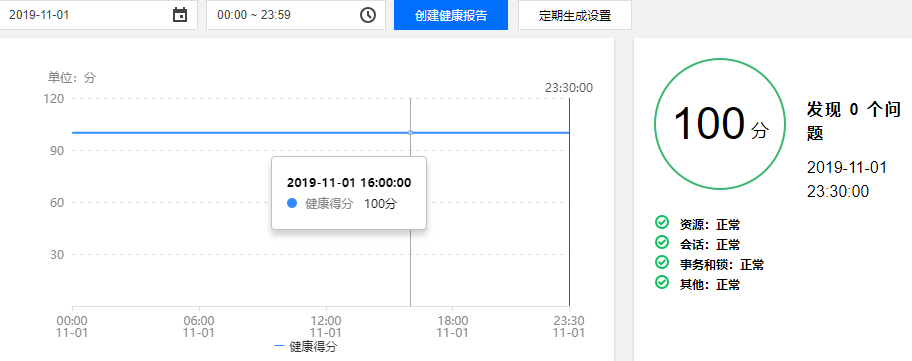 2019-11-01
00:00 ~ 23:59
创建健康报告
定期生成设置
单位：分
23:30:00
120
90
60
30
2019-11-01 16:00:00
健康得分 100分
00:00
11-01
06:00
11-01
12:00
11-01
18:00
11-01
23:30
11-01
健康得分
100 分
发现 0 个问
题
2019-11-01
23:30:00
资源：正常
会话：正常
事务和锁：正常
其他：正常